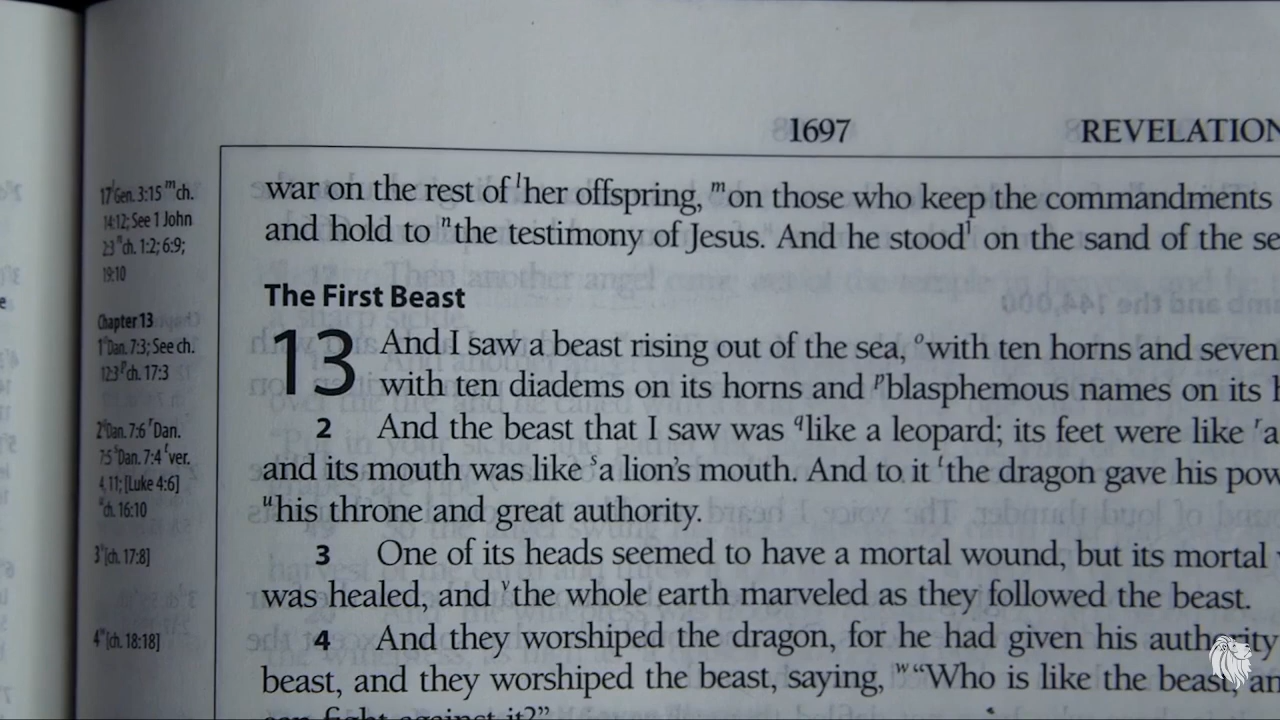 1697
REVELATION
17 l Gen. 3:15 m ch.
14:12; See 1 John
2:3 n ch. 1:2; 6:9;
19:10
Chapter 13
1 o Dan. 7:3; See ch.
12:3 p ch. 17:3
2 q Dan. 7:6 r Dan.
7:5 s Dan. 7:4 t ver.
4, 11; [Luke 4:6]
u ch. 16:10
3 v [ch. 17:8]
4 w [ch. 18:18]
war on the rest of l her offspring, m on those who keep the commandments
and hold to n the testimony of Jesus. And he stood1 on the sand of the se
The First Beast
13 And I saw a beast rising out of the sea, o with ten horns and seven
with ten diadems on its horns and p blasphemous names on its h
2 And the beast that I saw was q like a leopard; its feet were like r a
and its mouth was like s a lion's mouth. And to it t the dragon gave his pow
u his throne and great authority.
3 One of its heads seemed to have a mortal wound, but its mortal
was healed, and v the whole earth marveled as they followed the beast.
4 And they worshiped the dragon, for he had given his authority
beast, and they worshiped the beast, saying, w "Who is like the beast, an
can fight against it?"